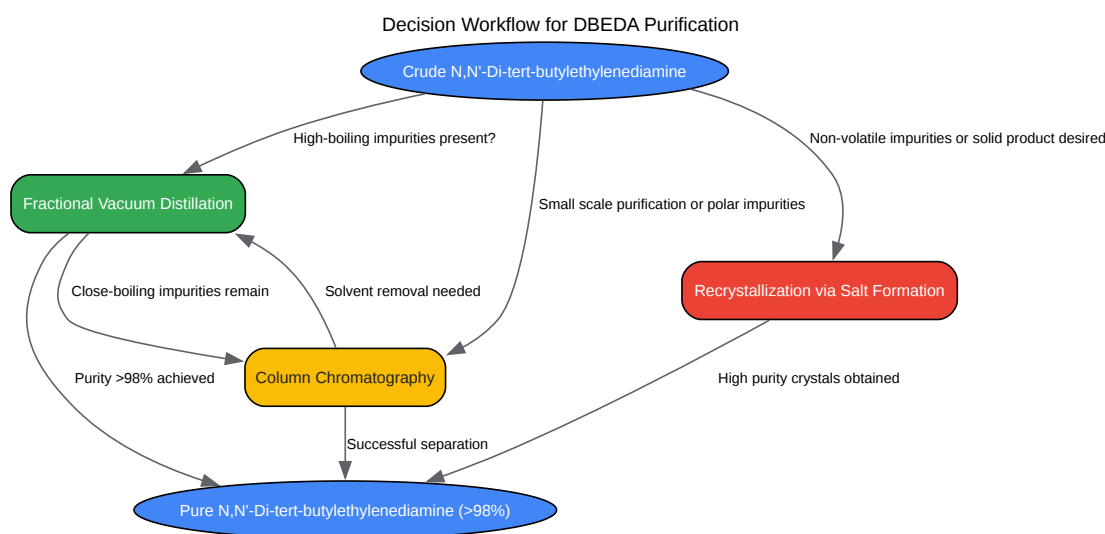 Decision Workflow for DBEDA Purification
Crude N,N'-Di-tert-butylethylenediamine
High-boiling impurities present?
Non-volatile impurities or solid product desired
Fractional Vacuum Distillation
Small scale purification or polar impurities
Close-boiling impurities remain
Solvent removal needed
Recrystallization via Salt Formation
Purity >98% achieved
Column Chromatography
High purity crystals obtained
Successful separation
Pure N,N'-Di-tert-butylethylenediamine (>98%)